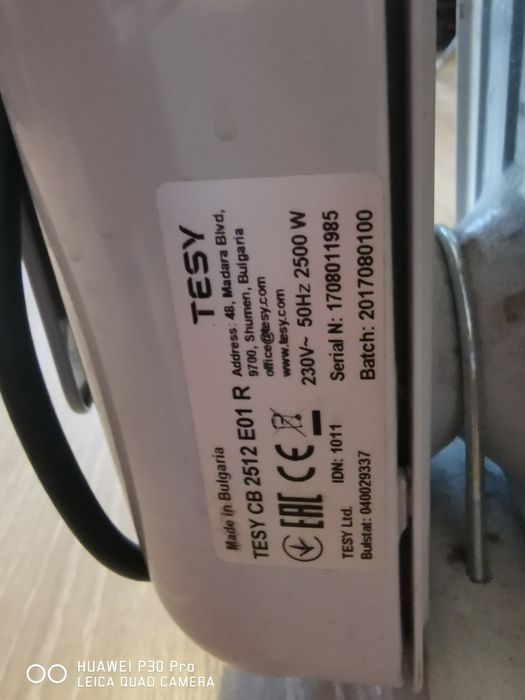 Made in Bulgaria
TESY CB 2512 E01 R
EAC CE
IDN: 1011
TESY Ltd.
Bulstat: 040029337
TESY
Address: 48, Madara Blvd,
9700, Shumen, Bulgaria
office@tesy.com
www.tesy.com
230V~ 50Hz 2500 W
Serial N: 1708011985
Batch: 2017080100
HUAWEI P30 Pro
LEICA QUAD CAMERA